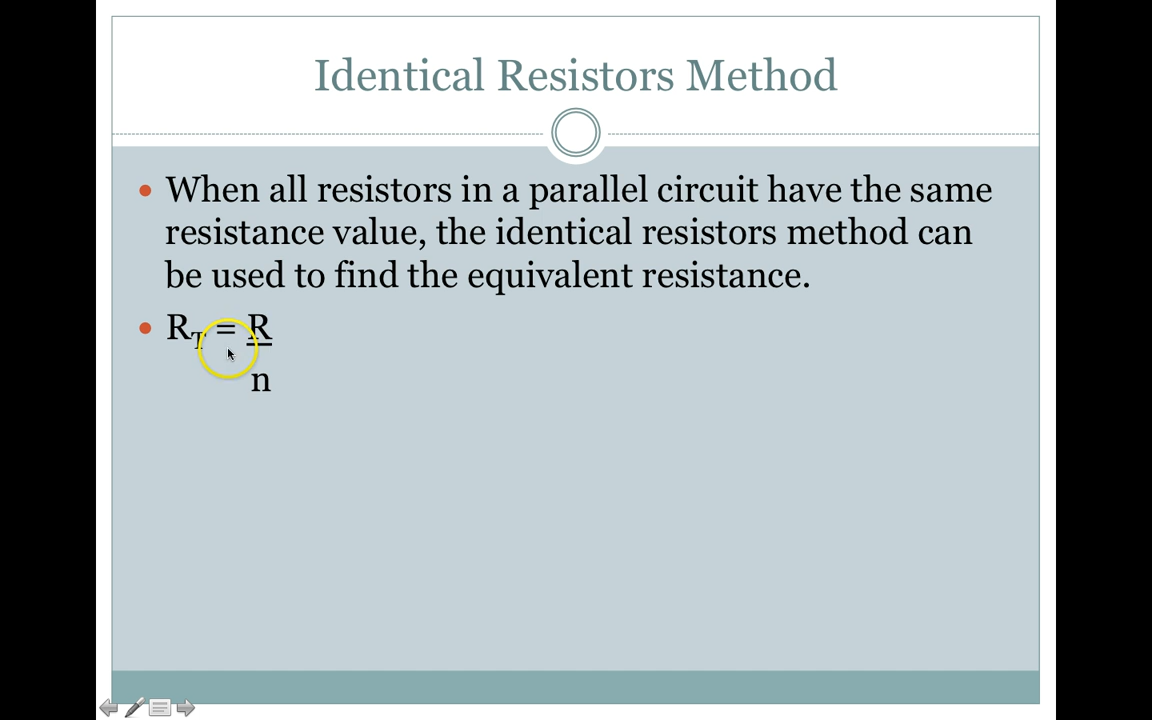 Identical Resistors Method
• When all resistors in a parallel circuit have the same
resistance value, the identical resistors method can
be used to find the equivalent resistance.
• R_T = R
n